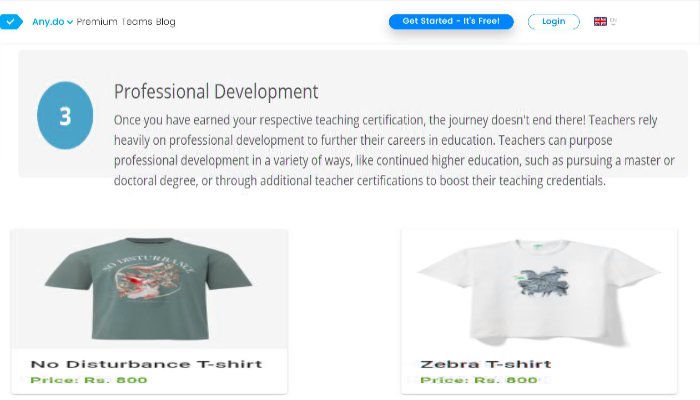 Any.do Premium Teams Blog Get Started - It's Free! Login EN
3
Professional Development
Once you have earned your respective teaching certification, the journey doesn't end there! Teachers rely
heavily on professional development to further their careers in education. Teachers can purpose
professional development in a variety of ways, like continued higher education, such as pursuing a master or
doctoral degree, or through additional teacher certifications to boost their teaching credentials.
NO DISTURBANCE
No Disturbance T-shirt
Price: Rs. 800
Zebra T-shirt
Price: Rs. 800